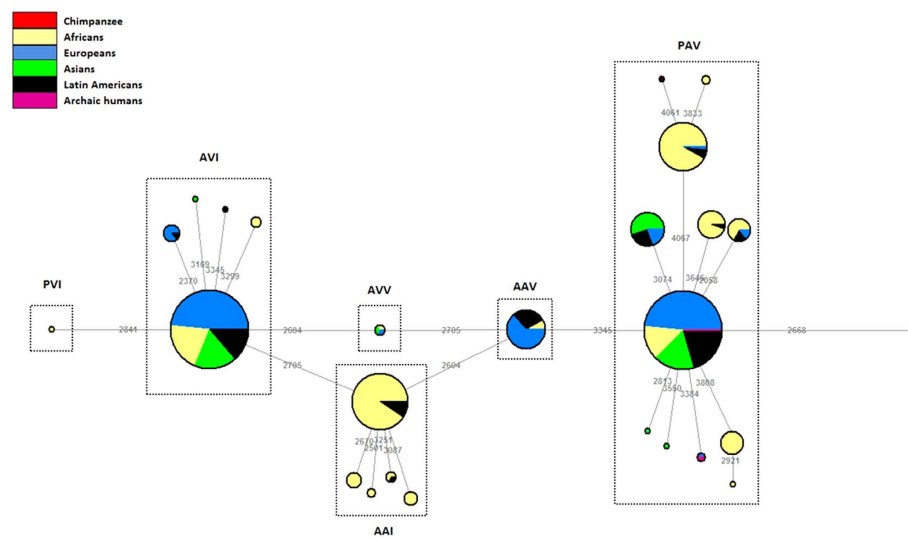 Chimpanzee
Africans
Europeans
Asians
Latin Americans
Archaic humans
PAV
4061
3833
AVI
4067
3169
3345
3299
2370
3074
3646
2058
PVI
AVV
AAV
2841
2604
2705
3345
2668
2705
2604
2813
3550
3384
3808
2670
3251
2501
3087
2921
AAI